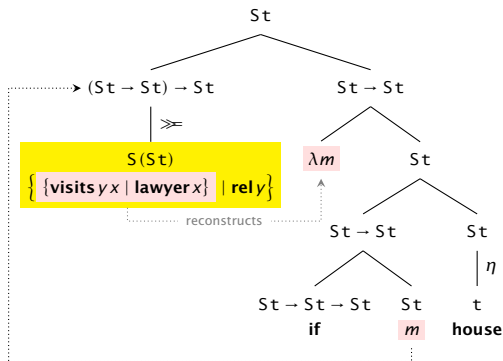 St
(St → St) → St St → St
≫=
S(St) λm St
{ {visits y x | lawyer x} | rel y}
reconstructs
St → St St
η
St → St → St St t
if m house